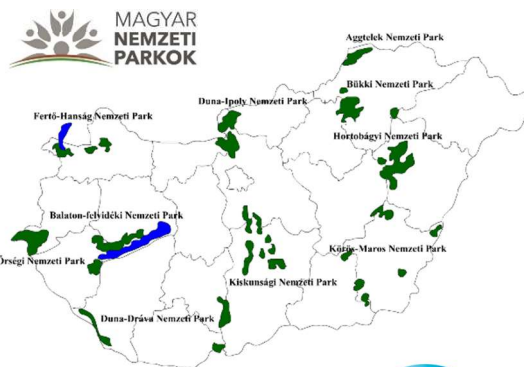 MAGYAR
NEMZETI
PARKOK
Aggtelek Nemzeti Park
Bükki Nemzeti Park
Duna-Ipoly Nemzeti Park
Fertő-Hanság Nemzeti Park
Hortobágyi Nemzeti Park
Balaton-felvidéki Nemzeti Park
Őrségi Nemzeti Park
Körös-Maros Nemzeti Park
Kiskunsági Nemzeti Park
Duna-Dráva Nemzeti Park